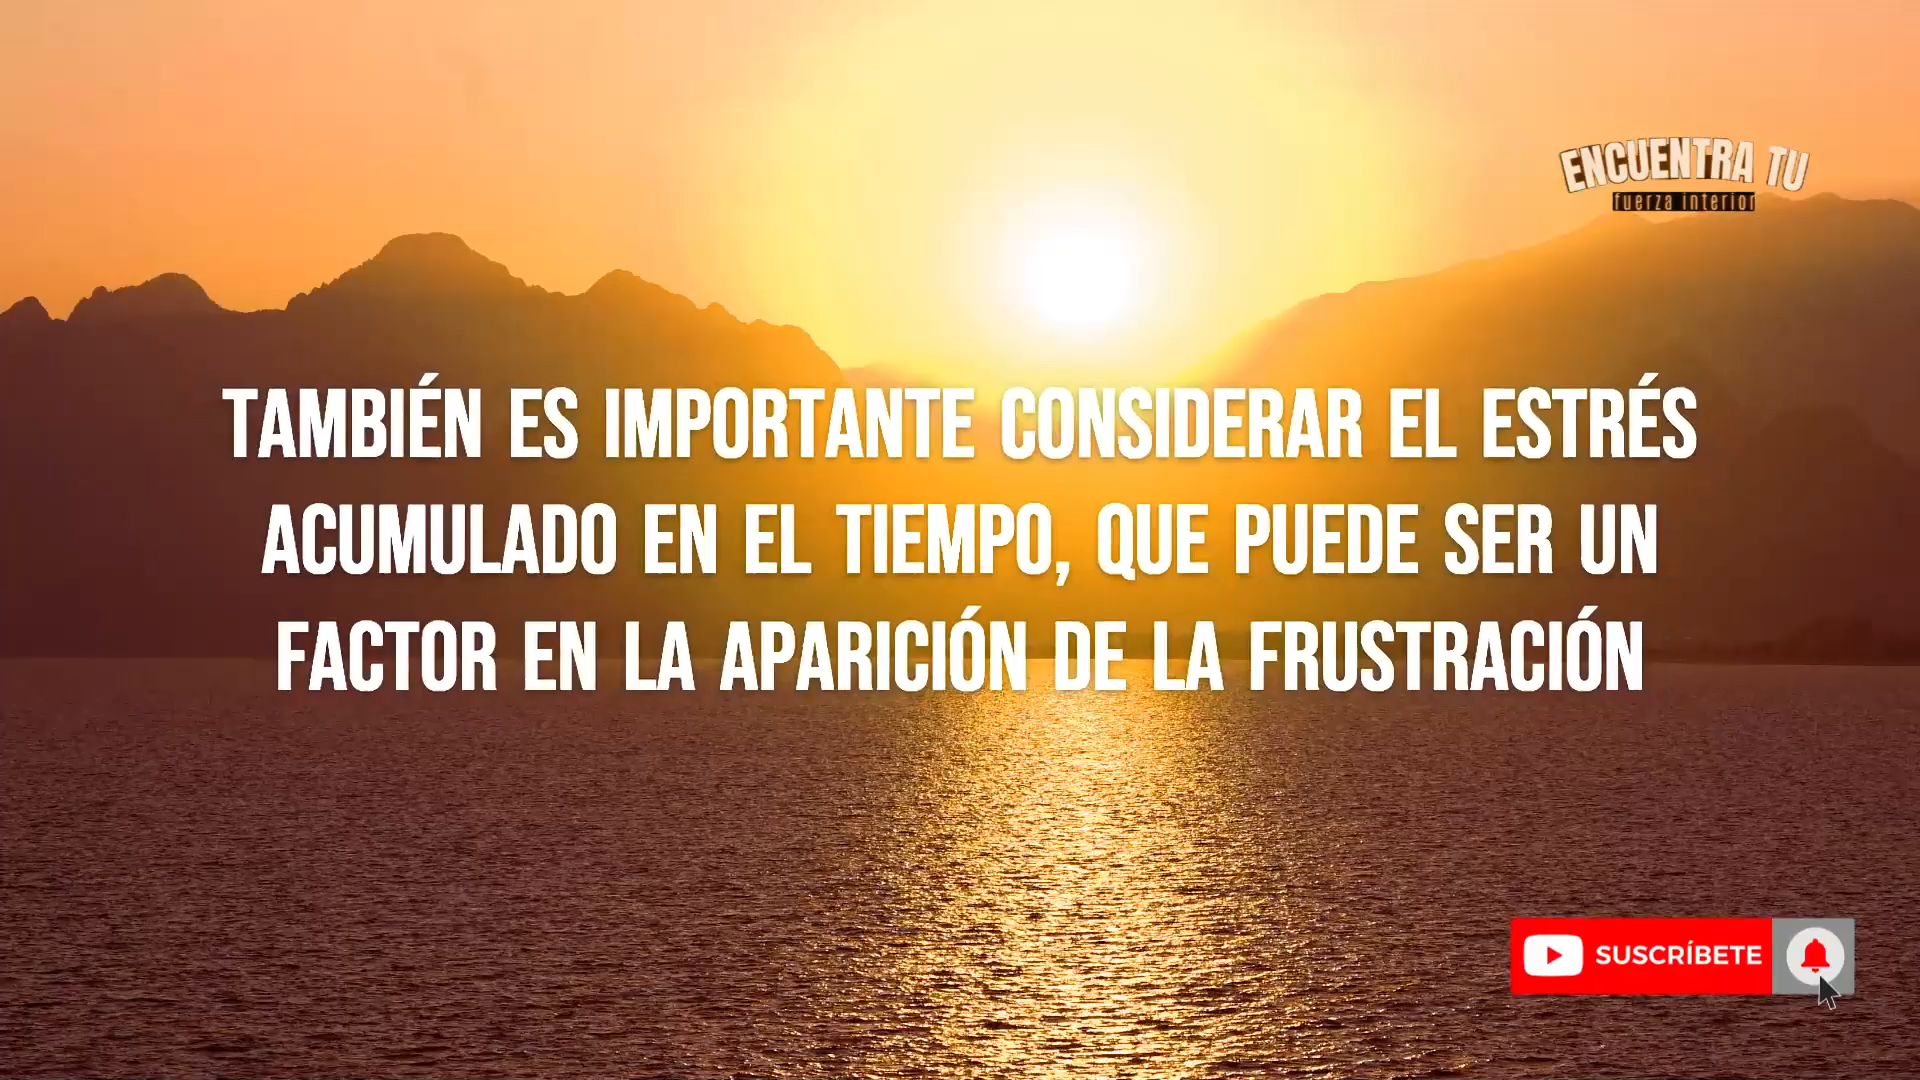 ENCUENTRA TU
fuerza interior
TAMBIÉN ES IMPORTANTE CONSIDERAR EL ESTRÉS
ACUMULADO EN EL TIEMPO, QUE PUEDE SER UN
FACTOR EN LA APARICIÓN DE LA FRUSTRACIÓN
SUSCRÍBETE